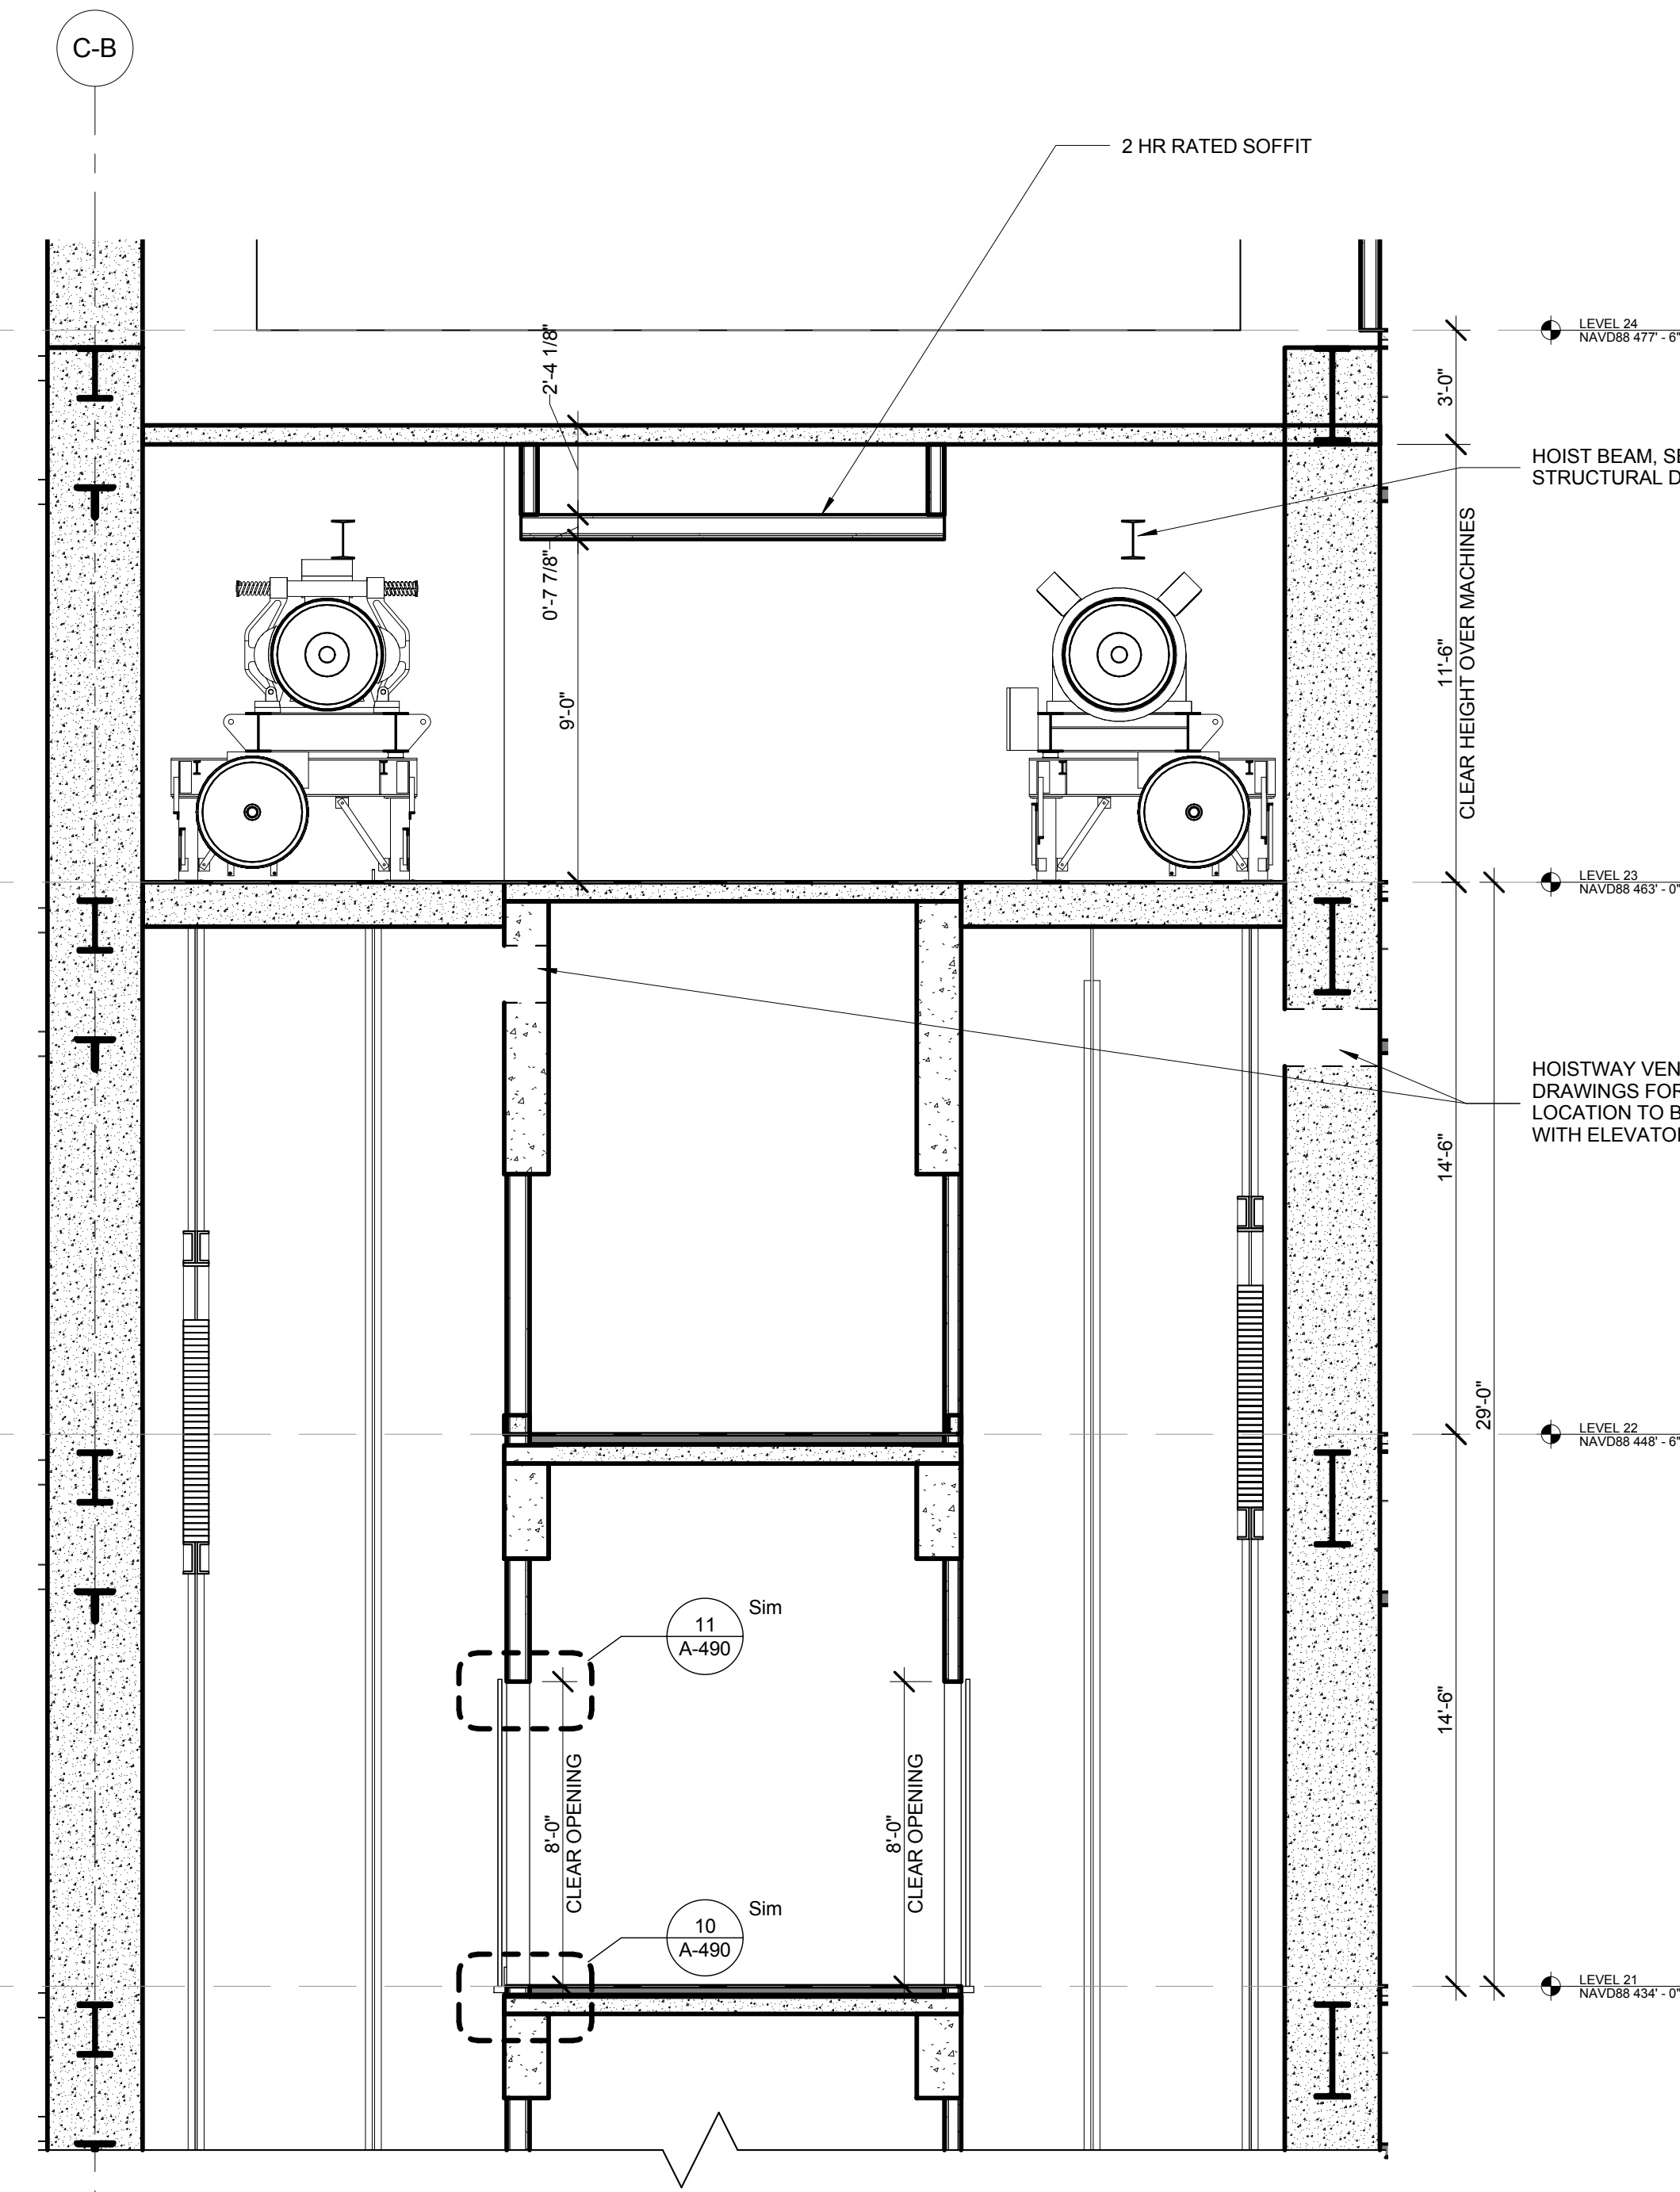 C-B
2 HR RATED SOFFIT
LEVEL 24
NAVD88 477' - 6"
2'-4 1/8"
3'-0"
HOIST BEAM, SE
STRUCTURAL D
0'-7 7/8"
9'-0"
11'-6"
CLEAR HEIGHT OVER MACHINES
LEVEL 23
NAVD88 463' - 0"
HOISTWAY VEN
DRAWINGS FOR
LOCATION TO B
WITH ELEVATOR
14'-6"
29'-0"
LEVEL 22
NAVD88 448' - 6"
11
A-490
Sim
14'-6"
8'-0"
CLEAR OPENING
8'-0"
CLEAR OPENING
10
A-490
Sim
LEVEL 21
NAVD88 434' - 0"